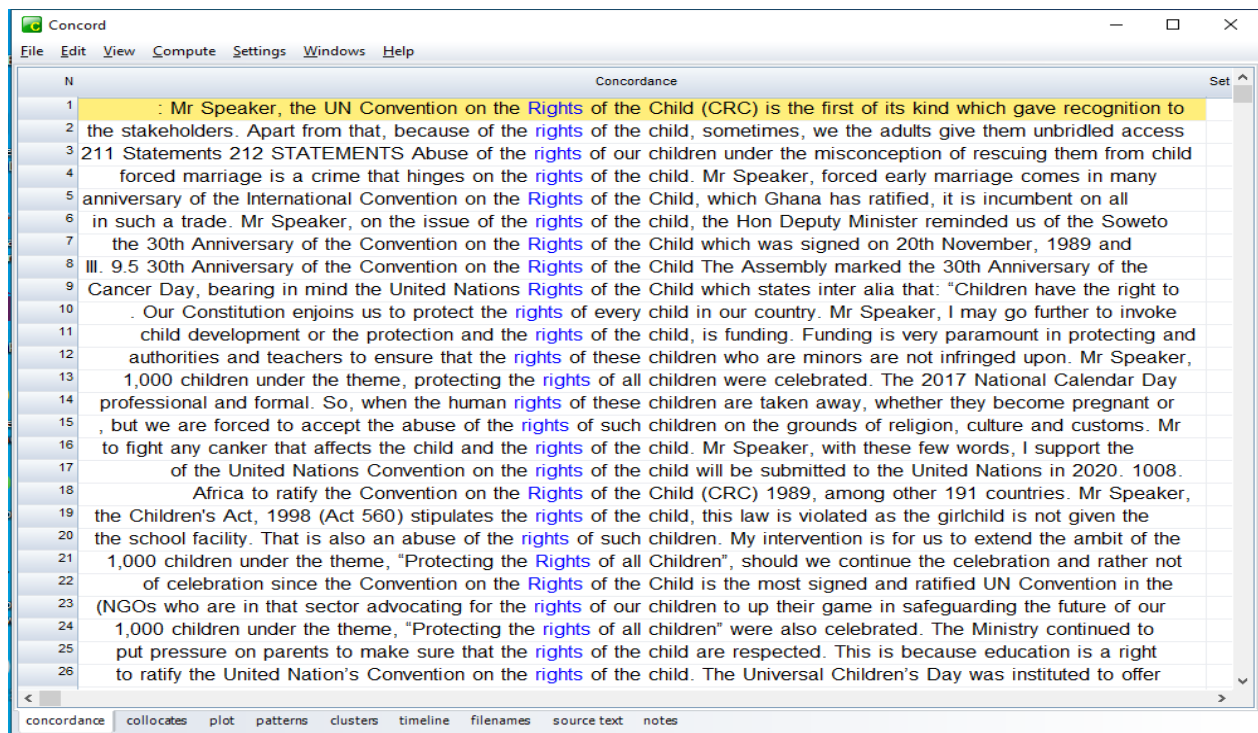 Concord
File Edit View Compute Settings Windows Help
N Concordance Set
1 : Mr Speaker, the UN Convention on the Rights of the Child (CRC) is the first of its kind which gave recognition to
2 the stakeholders. Apart from that, because of the rights of the child, sometimes, we the adults give them unbridled access
3 211 Statements 212 STATEMENTS Abuse of the rights of our children under the misconception of rescuing them from child
4 forced marriage is a crime that hinges on the rights of the child. Mr Speaker, forced early marriage comes in many
5 anniversary of the International Convention on the Rights of the Child, which Ghana has ratified, it is incumbent on all
6 in such a trade. Mr Speaker, on the issue of the rights of the child, the Hon Deputy Minister reminded us of the Soweto
7 the 30th Anniversary of the Convention on the Rights of the Child which was signed on 20th November, 1989 and
8 III. 9.5 30th Anniversary of the Convention on the Rights of the Child The Assembly marked the 30th Anniversary of the
9 Cancer Day, bearing in mind the United Nations Rights of the Child which states inter alia that: “Children have the right to
10 . Our Constitution enjoins us to protect the rights of every child in our country. Mr Speaker, I may go further to invoke
11 child development or the protection and the rights of the child, is funding. Funding is very paramount in protecting and
12 authorities and teachers to ensure that the rights of these children who are minors are not infringed upon. Mr Speaker,
13 1,000 children under the theme, protecting the rights of all children were celebrated. The 2017 National Calendar Day
14 professional and formal. So, when the human rights of these children are taken away, whether they become pregnant or
15 , but we are forced to accept the abuse of the rights of such children on the grounds of religion, culture and customs. Mr
16 to fight any canker that affects the child and the rights of the child. Mr Speaker, with these few words, I support the
17 of the United Nations Convention on the rights of the child will be submitted to the United Nations in 2020. 1008.
18 Africa to ratify the Convention on the Rights of the Child (CRC) 1989, among other 191 countries. Mr Speaker,
19 the Children's Act, 1998 (Act 560) stipulates the rights of the child, this law is violated as the girlchild is not given the
20 the school facility. That is also an abuse of the rights of such children. My intervention is for us to extend the ambit of the
21 1,000 children under the theme, “Protecting the Rights of all Children”, should we continue the celebration and rather not
22 of celebration since the Convention on the Rights of the Child is the most signed and ratified UN Convention in the
23 (NGOs who are in that sector advocating for the rights of our children to up their game in safeguarding the future of our
24 1,000 children under the theme, “Protecting the rights of all children” were also celebrated. The Ministry continued to
25 put pressure on parents to make sure that the rights of the child are respected. This is because education is a right
26 to ratify the United Nation’s Convention on the rights of the child. The Universal Children’s Day was instituted to offer
concordance collocates plot patterns clusters timeline filenames source text notes